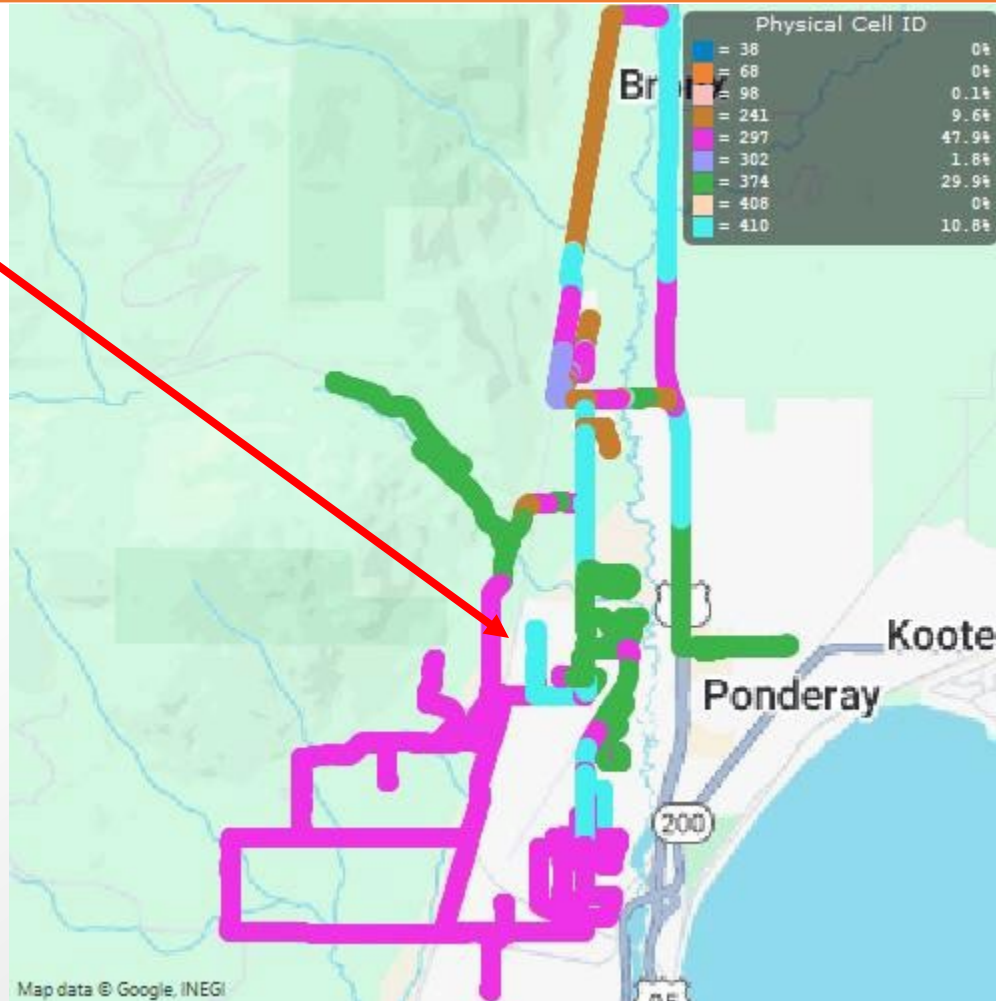 Physical Cell ID
= 38 0%
= 68 0%
= 98 0.1%
= 241 9.6%
= 297 47.9%
= 302 1.8%
= 374 29.9%
= 408 0%
= 410 10.8%
Koote
Ponderay
200
Map data © Google, INEGI